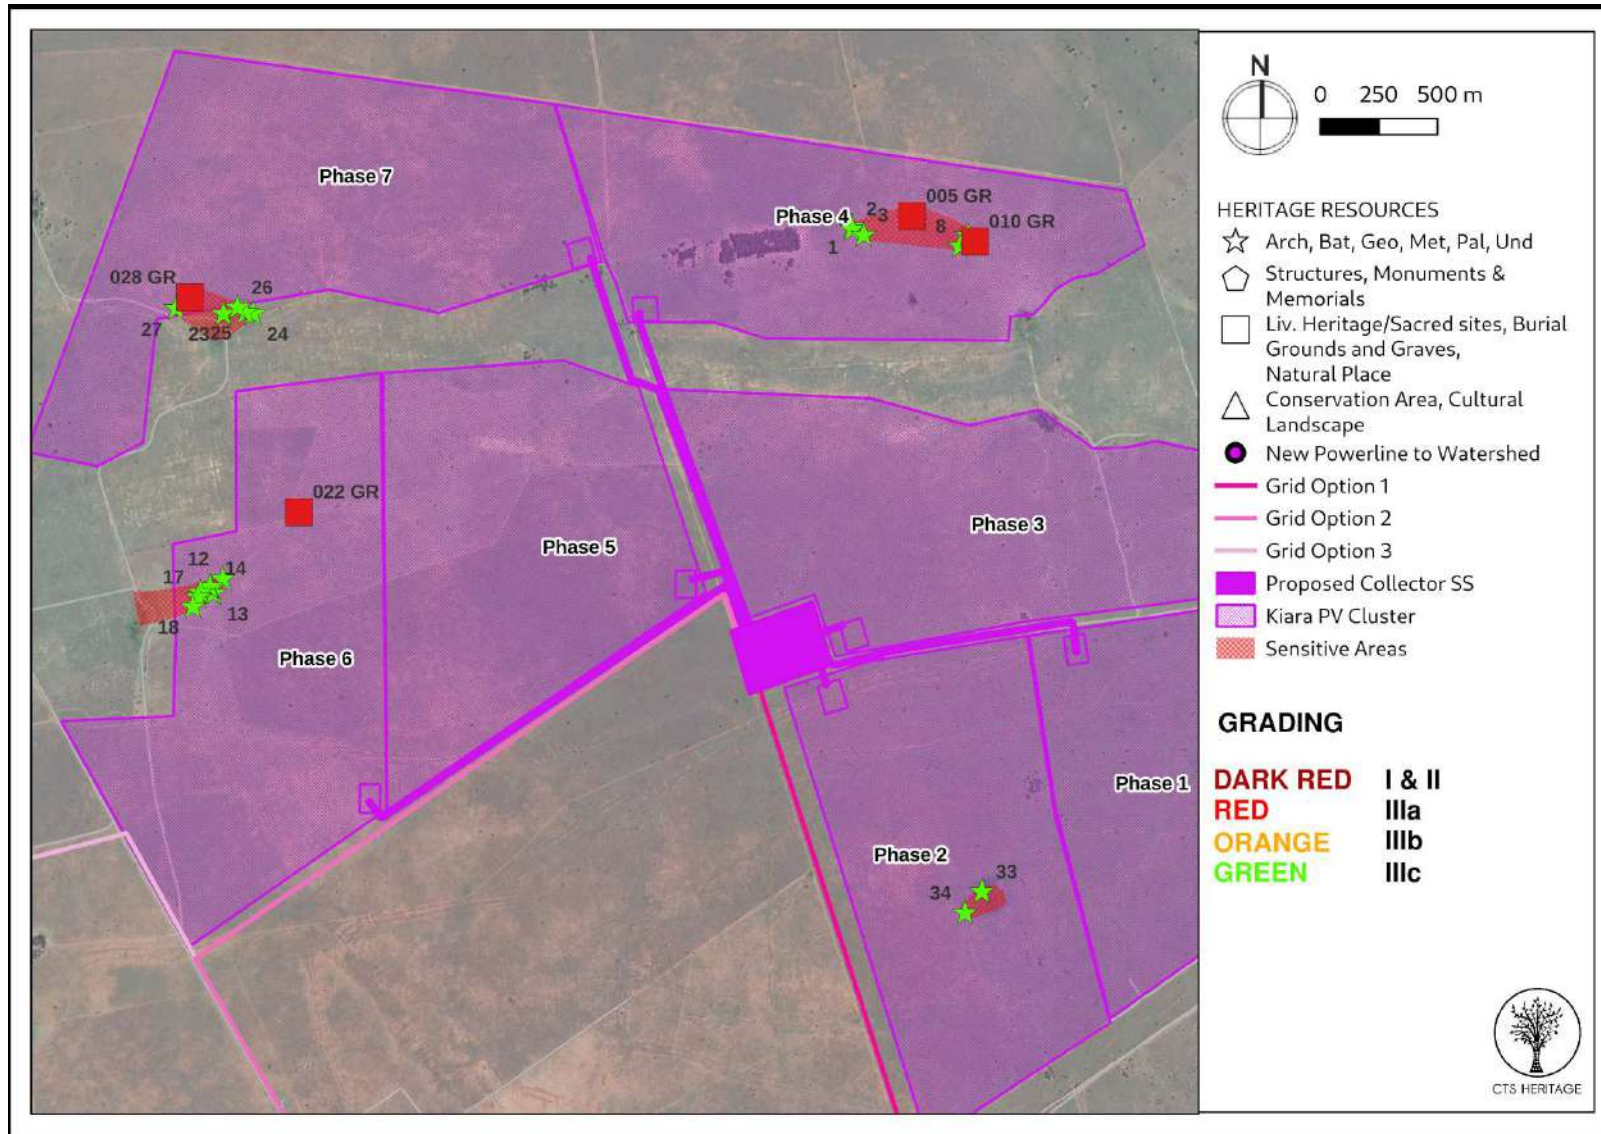 Phase 7
Phase 4
2
3
005 GR
8
010 GR
1
028 GR
26
27
23
25
24
022 GR
Phase 3
Phase 5
12
14
17
13
18
Phase 6
Phase 1
Phase 2
33
34
N
0 250 500 m
HERITAGE RESOURCES
Arch, Bat, Geo, Met, Pal, Und
Structures, Monuments &
Memorials
Liv. Heritage/Sacred sites, Burial
Grounds and Graves,
Natural Place
Conservation Area, Cultural
Landscape
New Powerline to Watershed
Grid Option 1
Grid Option 2
Grid Option 3
Proposed Collector SS
Kiara PV Cluster
Sensitive Areas
GRADING
DARK RED I & II
RED IIIa
ORANGE IIIb
GREEN IIIc
CTS HERITAGE